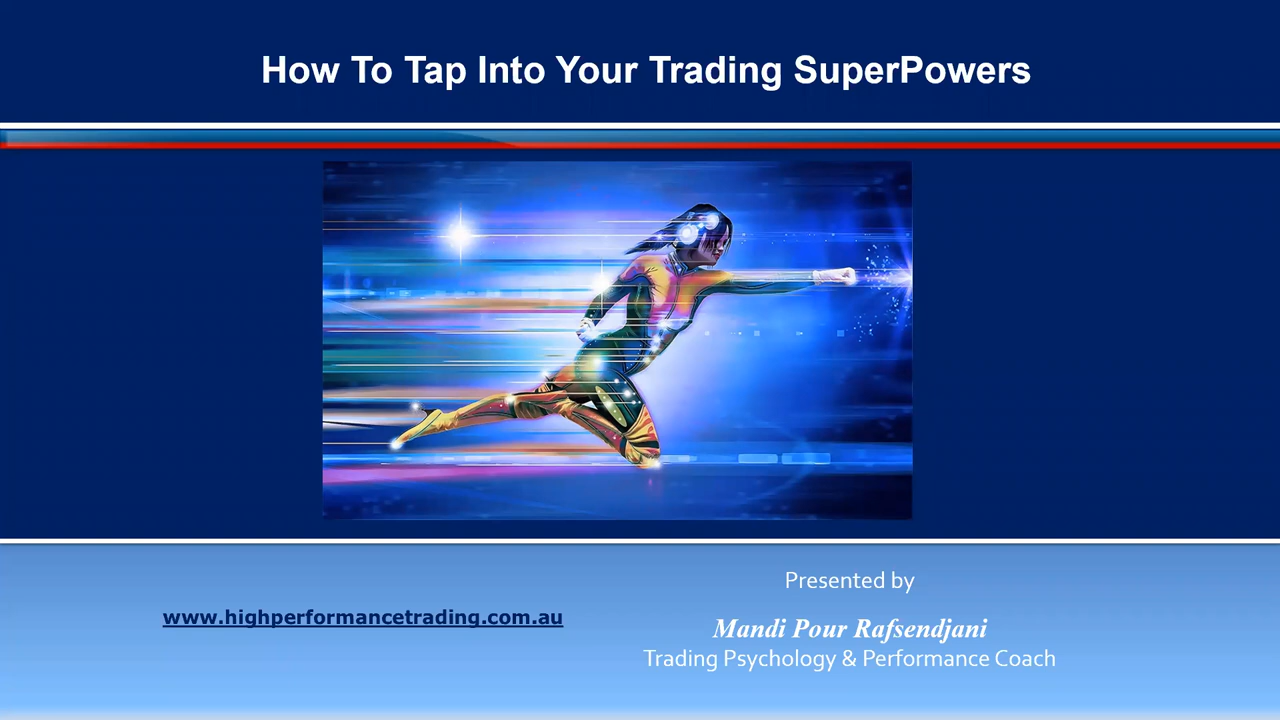 How To Tap Into Your Trading SuperPowers
Presented by
www.highperformancetrading.com.au
Mandi Pour Rafsendjani
Trading Psychology & Performance Coach